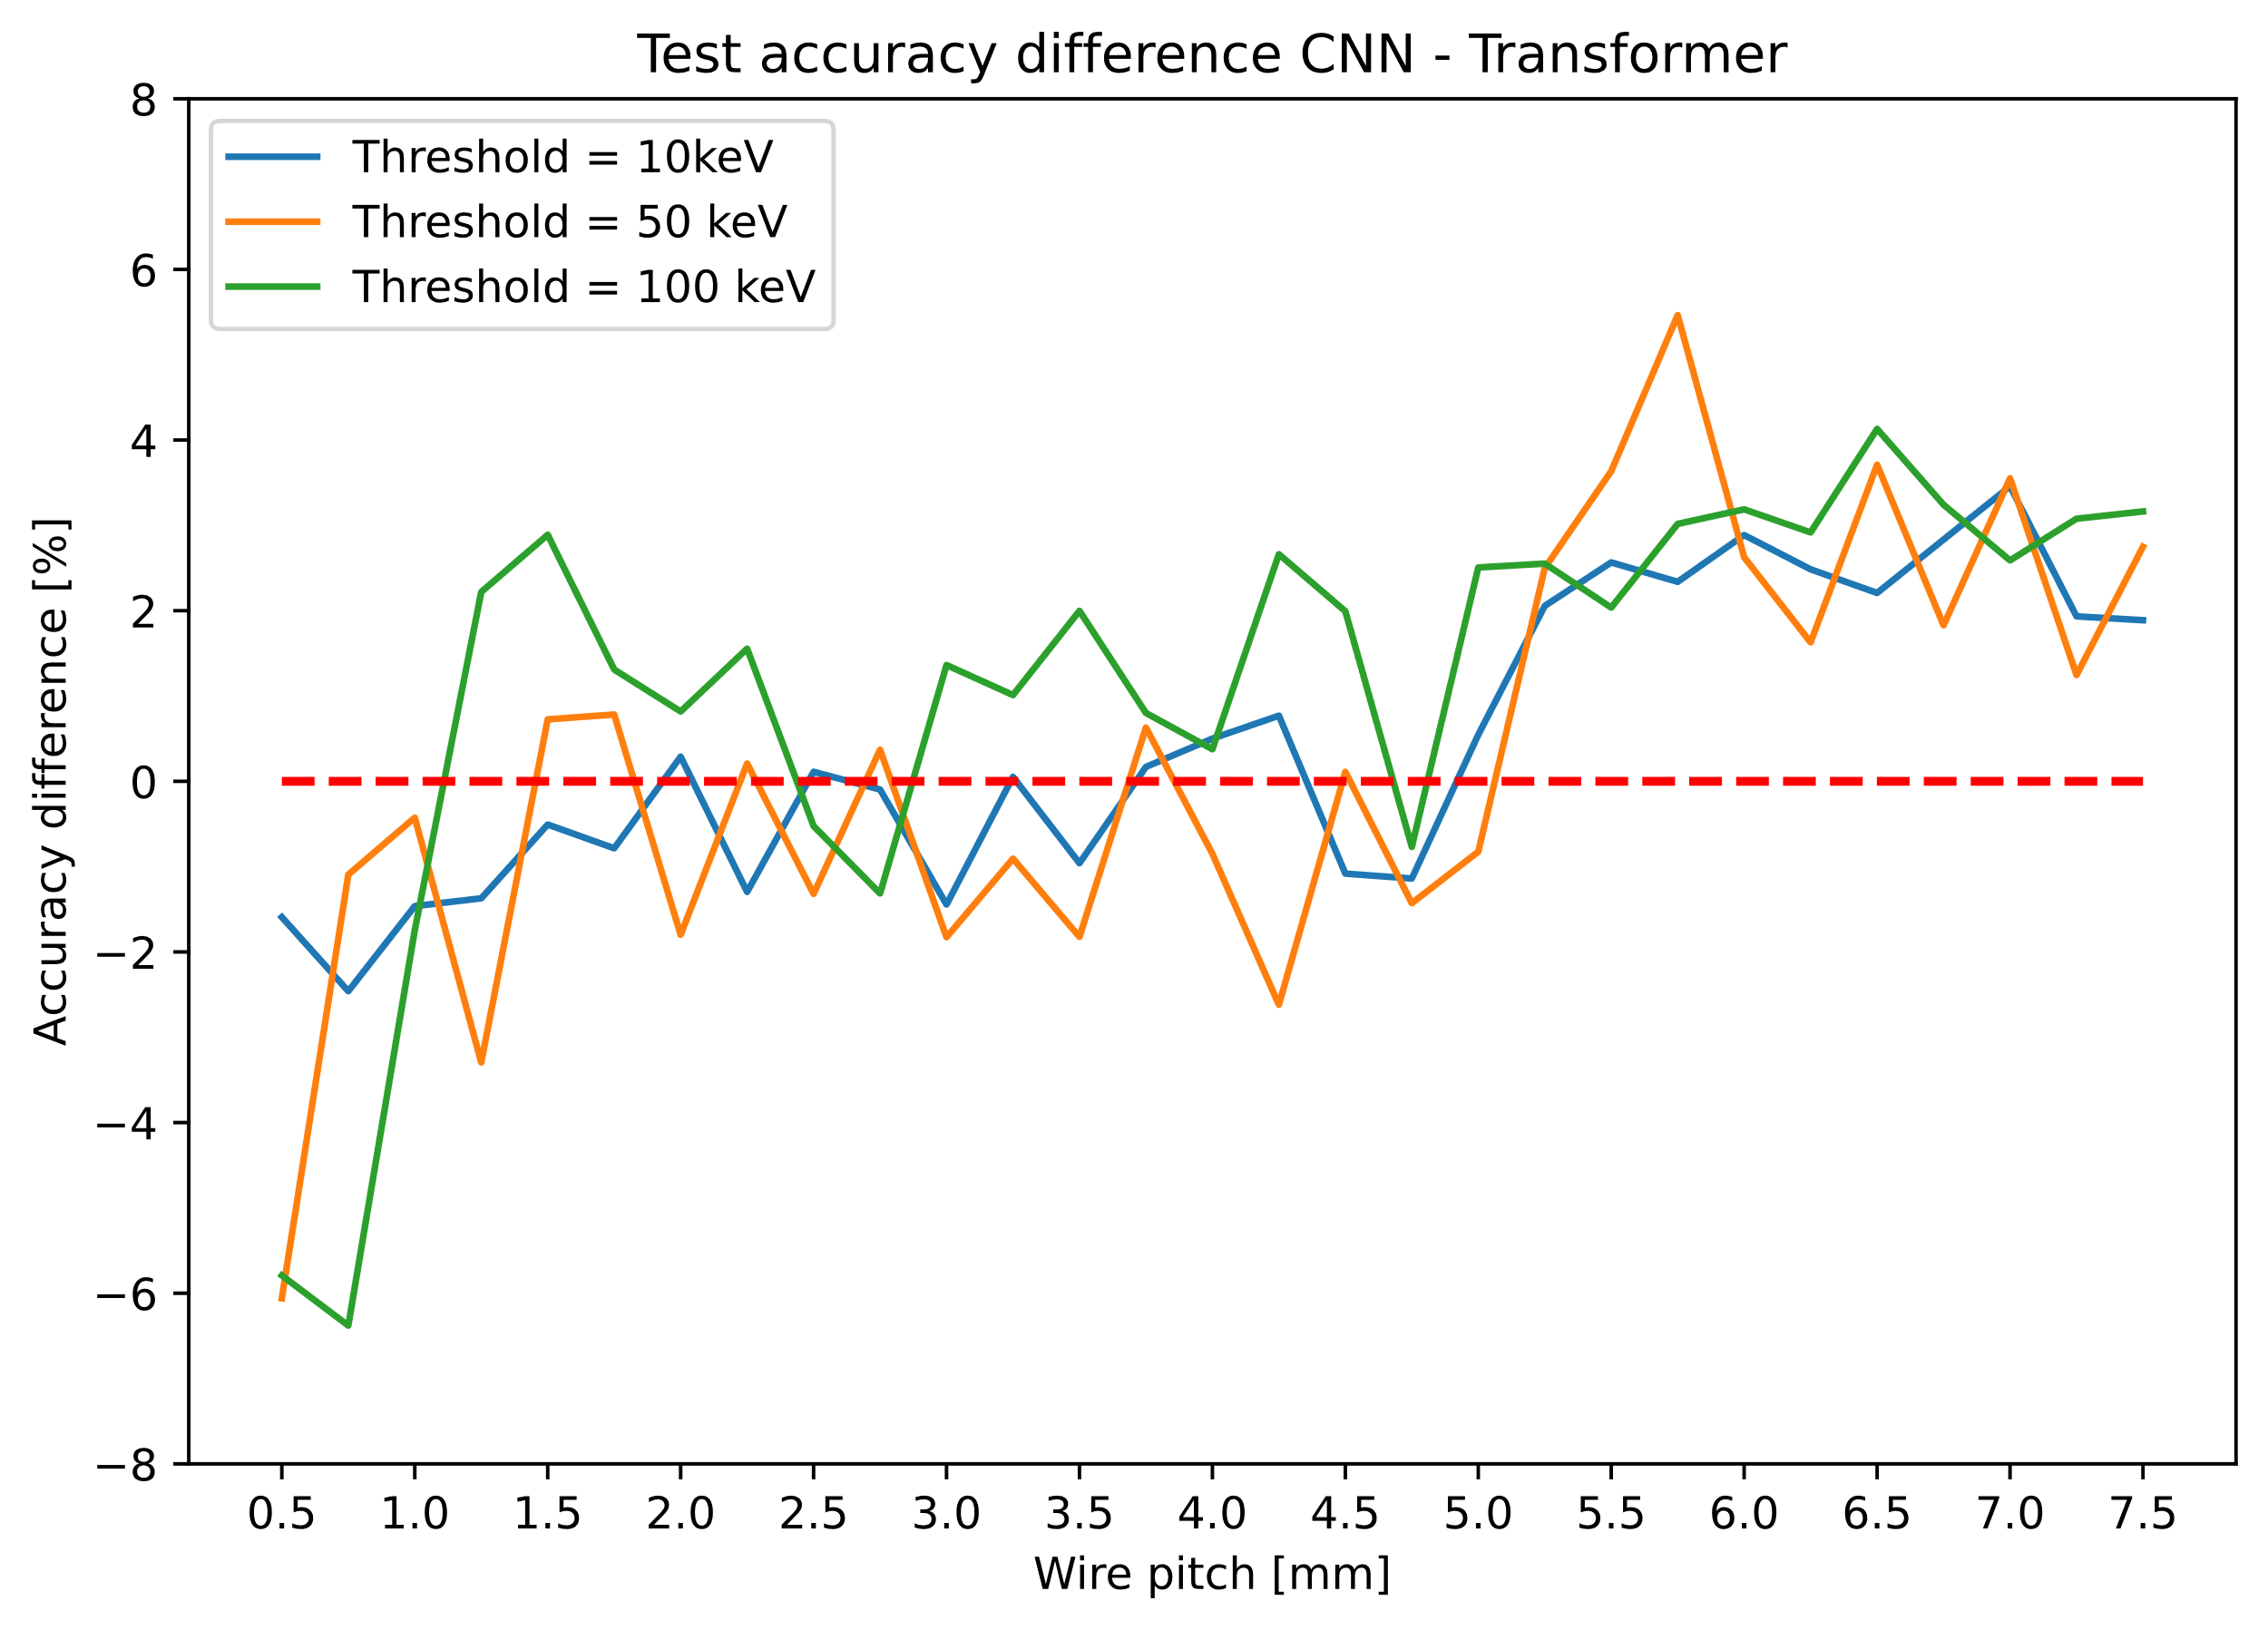 Test accuracy difference CNN - Transformer
8
6
4
2
0
−2
−4
−6
−8
Accuracy difference [%]
Threshold = 10keV
Threshold = 50 keV
Threshold = 100 keV
0.5 1.0 1.5 2.0 2.5 3.0 3.5 4.0 4.5 5.0 5.5 6.0 6.5 7.0 7.5
Wire pitch [mm]